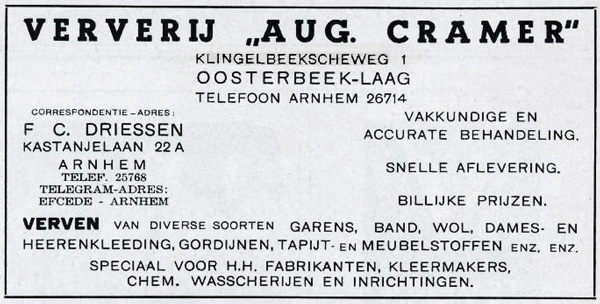 VERVERIJ „AUG. CRAMER”
KLINGELBEEKSCHEWEG 1
OOSTERBEEK-LAAG
TELEFOON ARNHEM 26714
CORRESPONDENTIE-ADRES:
F. C. DRIESSEN
KASTANJELAAN 22 A
ARNHEM
TELEF. 25768
TELEGRAM-ADRES:
EFCEDE - ARNHEM
VAKKUNDIGE EN
ACCURATE BEHANDELING.
SNELLE AFLEVERING.
BILLIJKE PRIJZEN.
VERVEN VAN DIVERSE SOORTEN GARENS, BAND, WOL, DAMES- EN
HEERENKLEEDING, GORDIJNEN, TAPIJT- EN MEUBELSTOFFEN ENZ. ENZ.
SPECIAAL VOOR H.H. FABRIKANTEN, KLEERMAKERS,
CHEM. WASSCHERIJEN EN INRICHTINGEN.